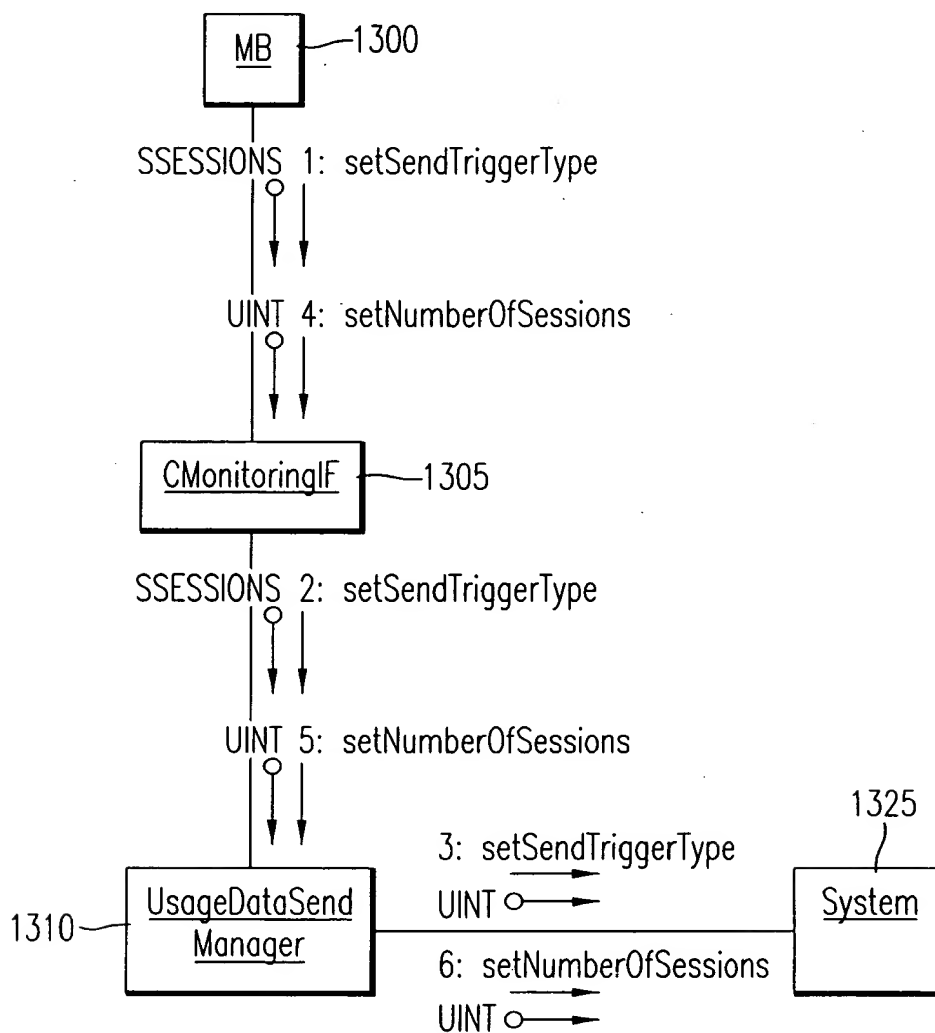 MB
1300
SSESSIONS 1: setSendTriggerType
UINT 4: setNumberOfSessions
CMonitoringIF
1305
SSESSIONS 2: setSendTriggerType
UINT 5: setNumberOfSessions
1325
3: setSendTriggerType
UINT
1310
UsageDataSend
Manager
System
6: setNumberOfSessions
UINT